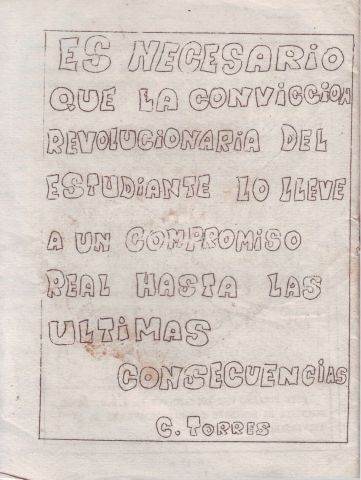 ES NECESARIO
QUE LA CONViCCiON
REVOLUCiONARiA DEL
ESTUDiANTE LO LLEVE
A UN COMPROMiSO
REAL HASTA LAS
ULTiMAS
CONSECUENCiAS
C. TORRES